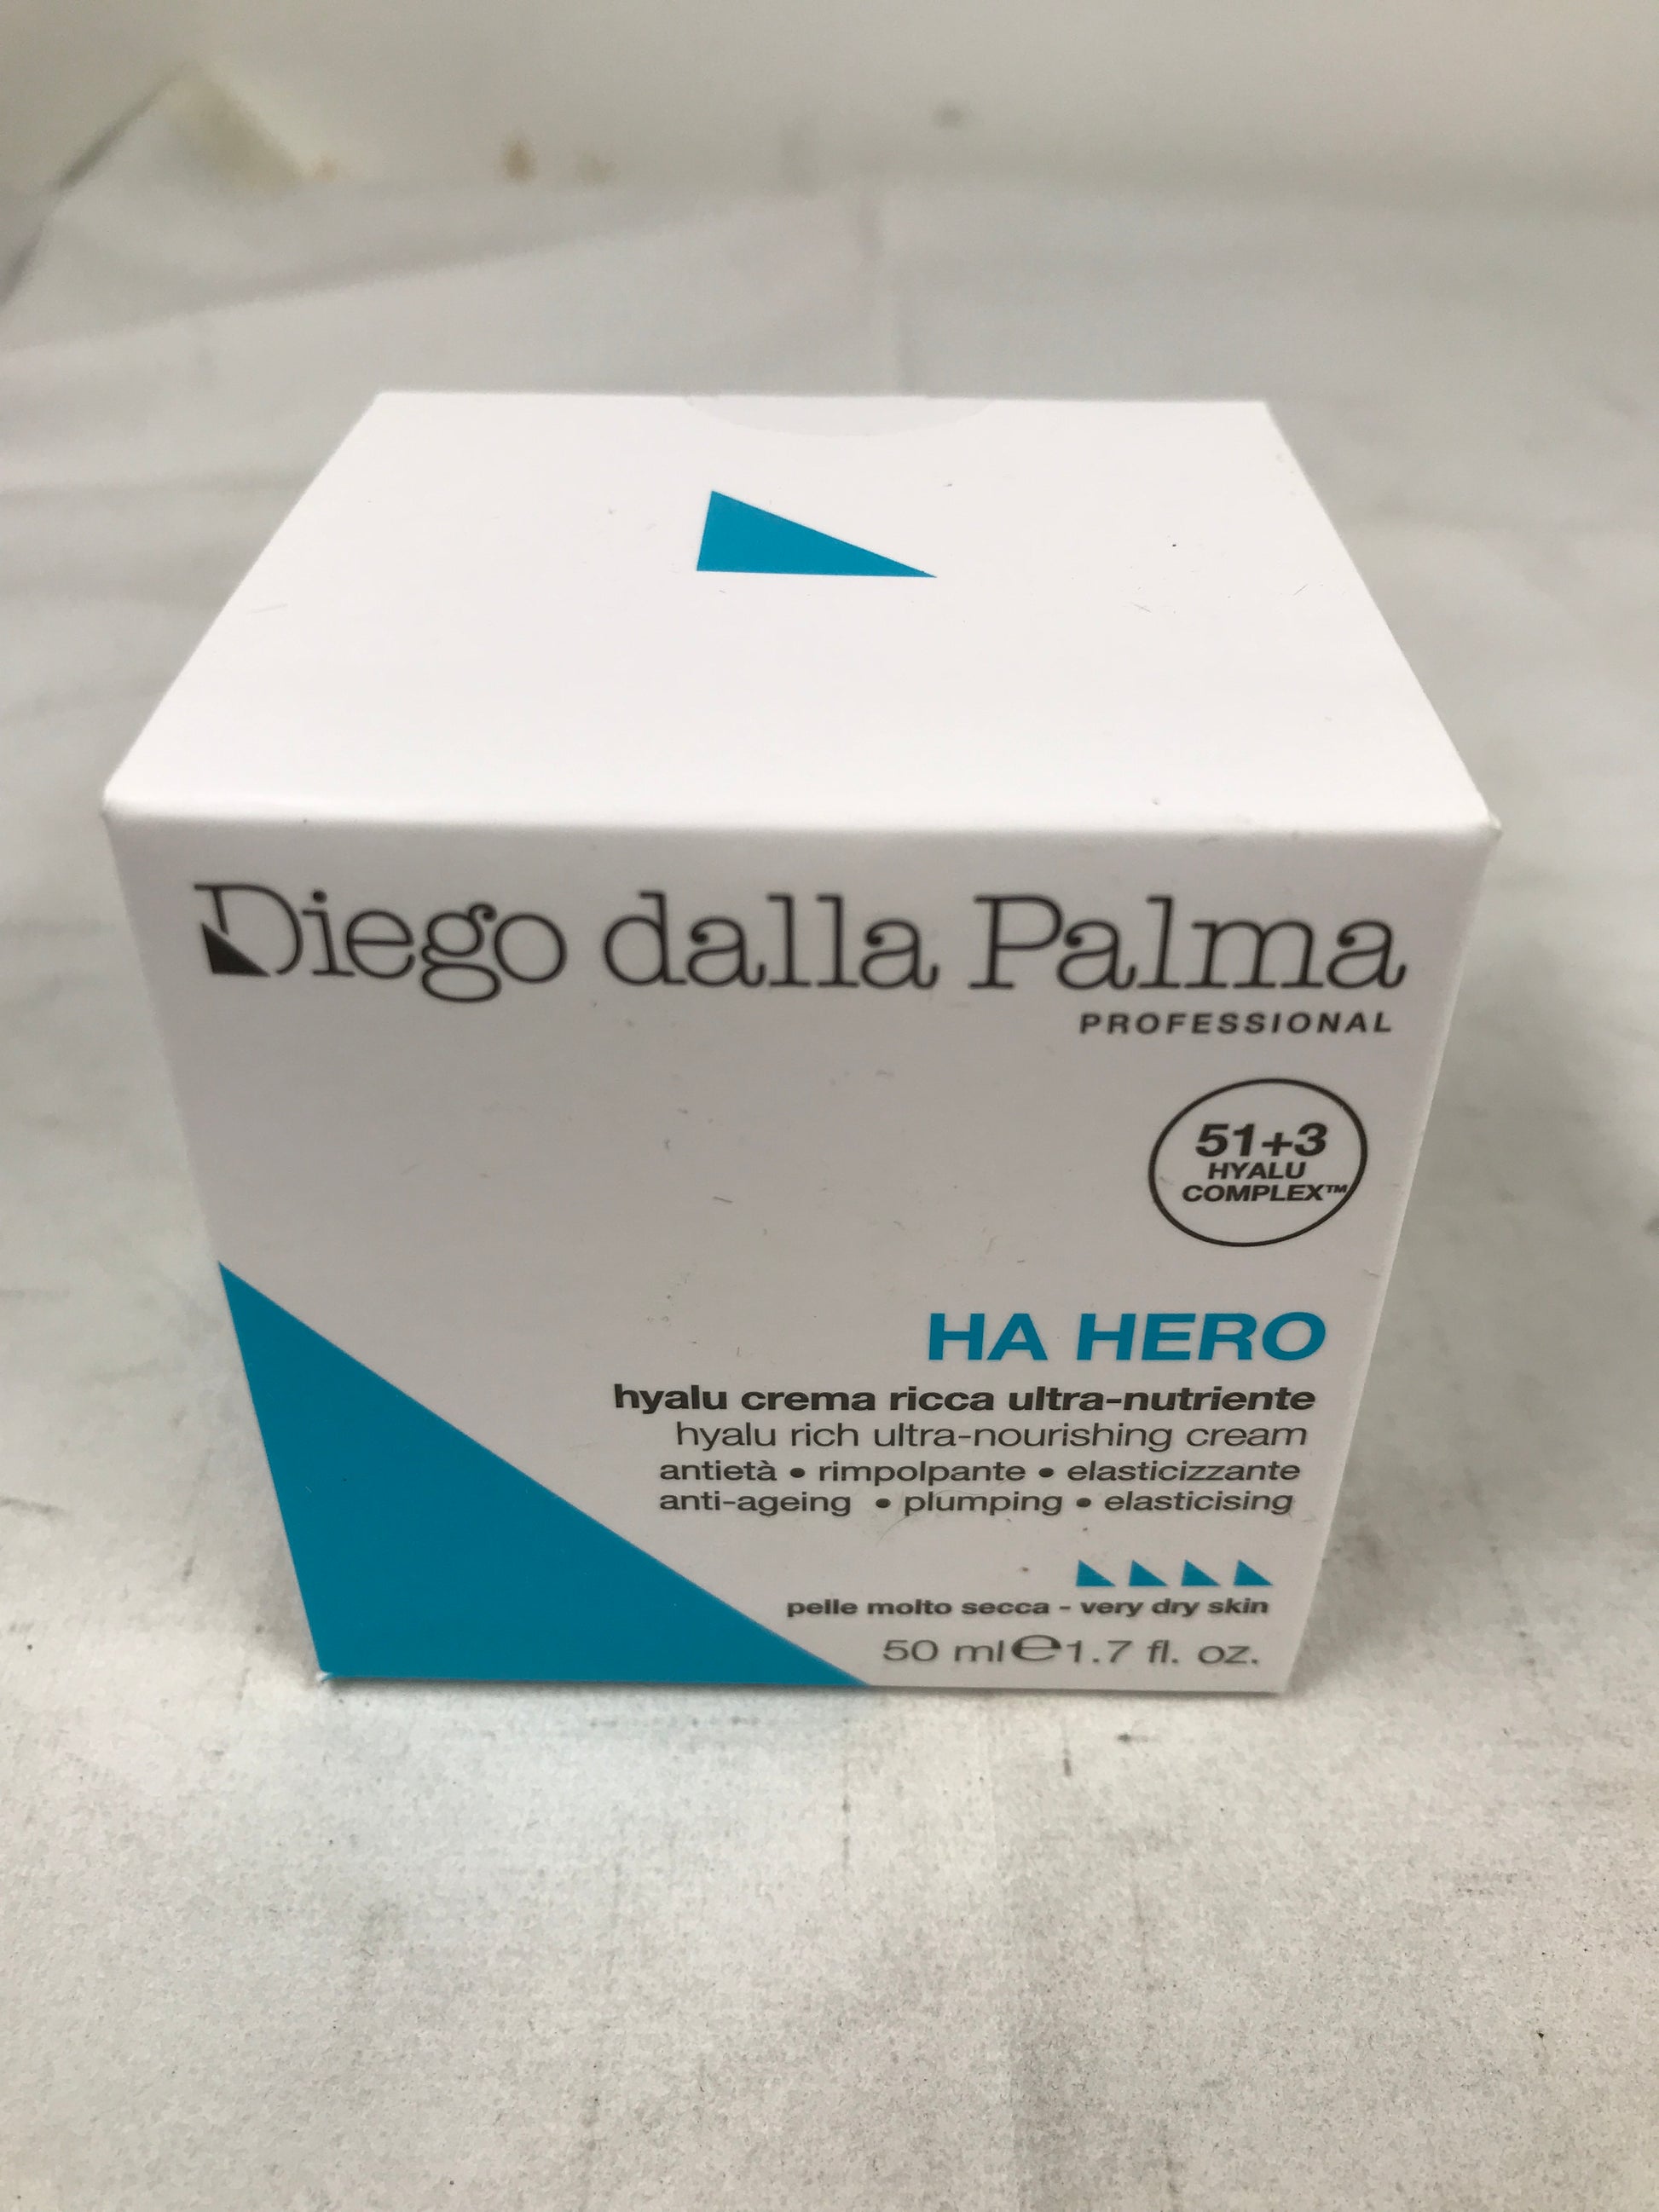 Diego dalla Palma
PROFESSIONAL
51+3
HYALU
COMPLEX™
HA HERO
hyalu crema ricca ultra-nutriente
hyalu rich ultra-nourishing cream
antietà • rimpolpante • elasticizzante
anti-ageing • plumping • elasticising
pelle molto secca - very dry skin
50 ml ℮ 1.7 fl. oz.